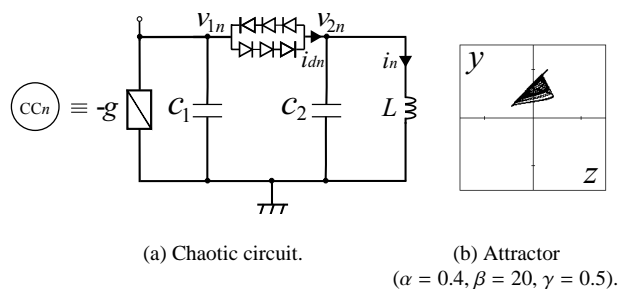 v1n v2n
idn in
CCn ≡ -g C1 C2 L
y
z
(a) Chaotic circuit. (b) Attractor
(α = 0.4, β = 20, γ = 0.5).